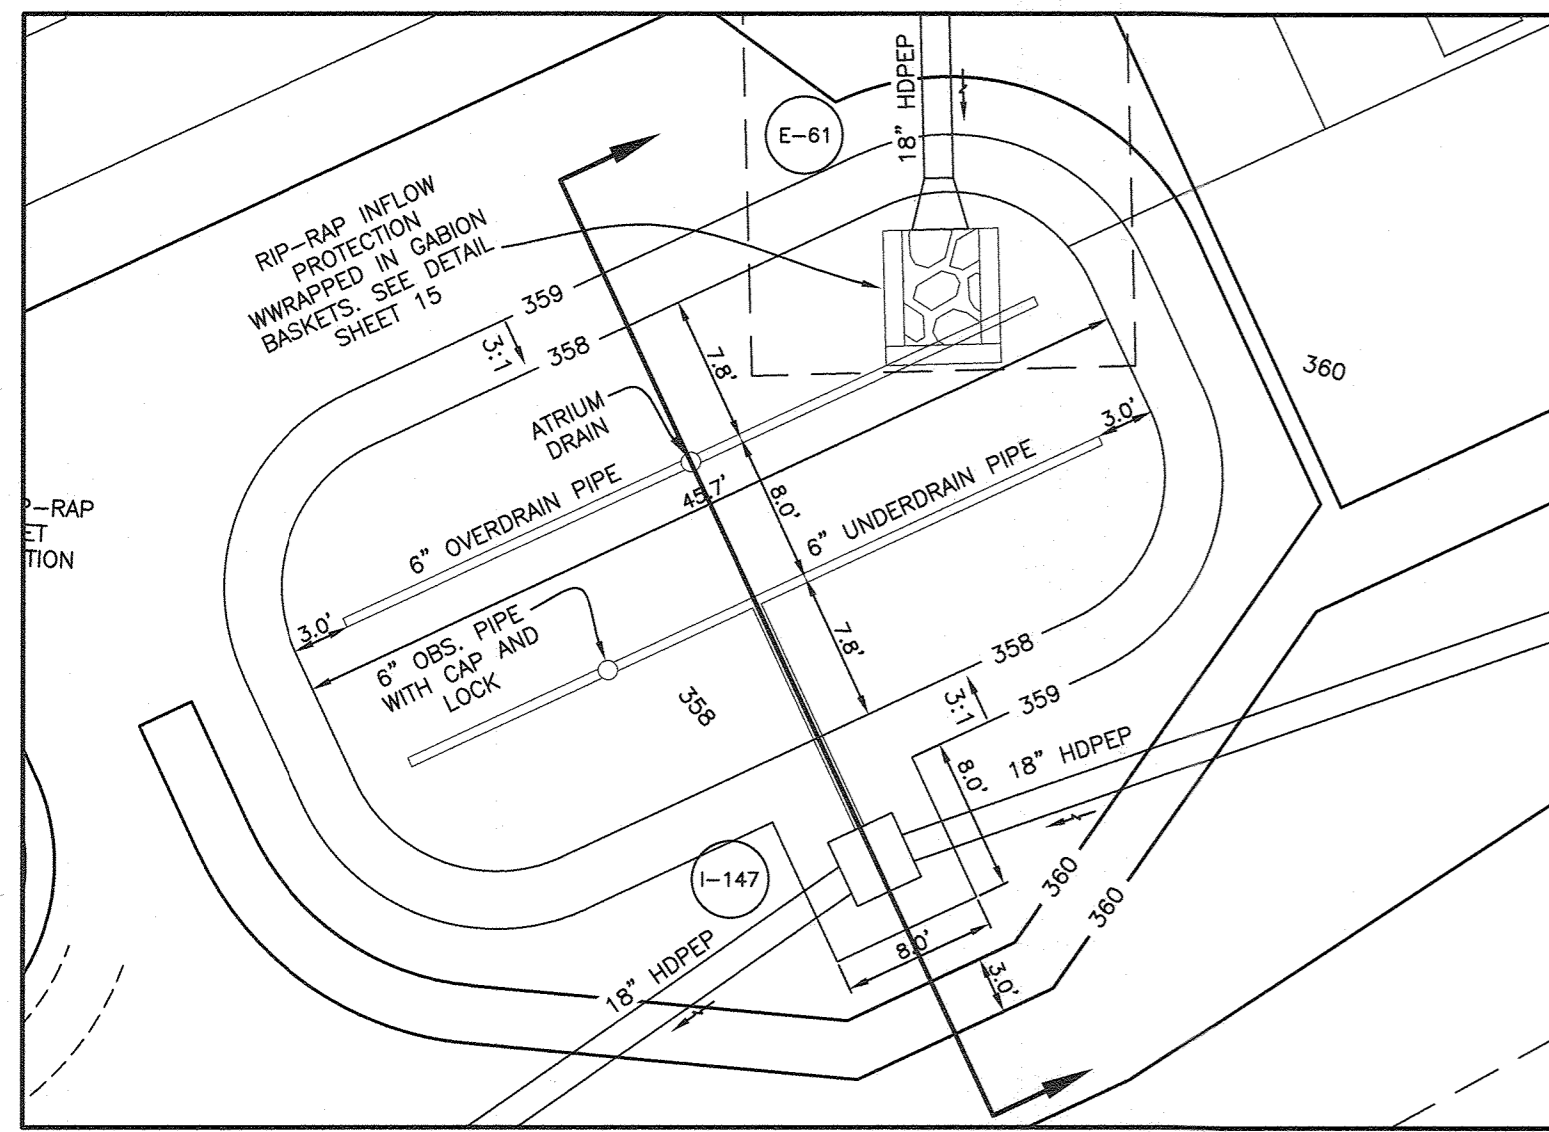 18" HDPEP
E-61
RIP-RAP INFLOW
PROTECTION
WWRAPPED IN GABION
BASKETS. SEE DETAIL
SHEET 15
359
3:1
358
7.8'
360
ATRIUM
DRAIN
3.0'
45.7'
8.0'
6" OVERDRAIN PIPE
6" UNDERDRAIN PIPE
P-RAP
ET
TION
3.0'
6" OBS. PIPE
WITH CAP AND
LOCK
7.8'
358
358
3:1
359
18" HDPEP
8.0'
I-147
360
360
8.0'
18" HDPEP
3.0'